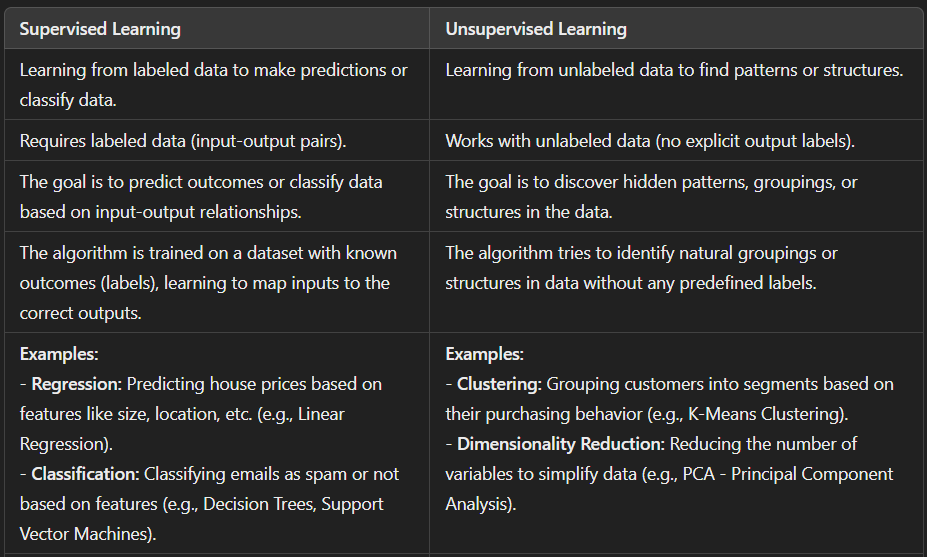 Supervised Learning
Unsupervised Learning
Learning from labeled data to make predictions or
classify data.
Learning from unlabeled data to find patterns or structures.
Requires labeled data (input-output pairs).
Works with unlabeled data (no explicit output labels).
The goal is to predict outcomes or classify data
based on input-output relationships.
The goal is to discover hidden patterns, groupings, or
structures in the data.
The algorithm is trained on a dataset with known
outcomes (labels), learning to map inputs to the
correct outputs.
The algorithm tries to identify natural groupings or
structures in data without any predefined labels.
Examples:
- Regression: Predicting house prices based on
features like size, location, etc. (e.g., Linear
Regression).
- Classification: Classifying emails as spam or not
based on features (e.g., Decision Trees, Support
Vector Machines).
Examples:
- Clustering: Grouping customers into segments based on
their purchasing behavior (e.g., K-Means Clustering).
- Dimensionality Reduction: Reducing the number of
variables to simplify data (e.g., PCA - Principal Component
Analysis).